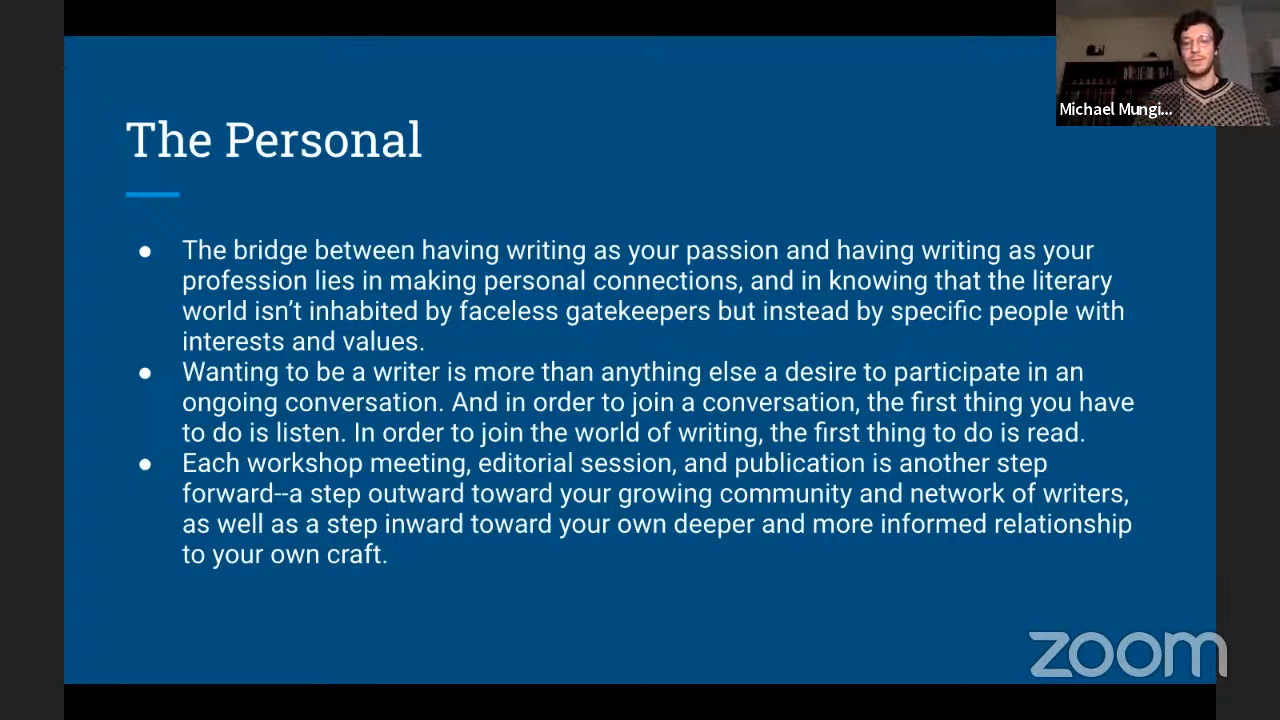 Michael Mungi...
The Personal
● The bridge between having writing as your passion and having writing as your
profession lies in making personal connections, and in knowing that the literary
world isn’t inhabited by faceless gatekeepers but instead by specific people with
interests and values.
● Wanting to be a writer is more than anything else a desire to participate in an
ongoing conversation. And in order to join a conversation, the first thing you have
to do is listen. In order to join the world of writing, the first thing to do is read.
● Each workshop meeting, editorial session, and publication is another step
forward--a step outward toward your growing community and network of writers,
as well as a step inward toward your own deeper and more informed relationship
to your own craft.
zoom